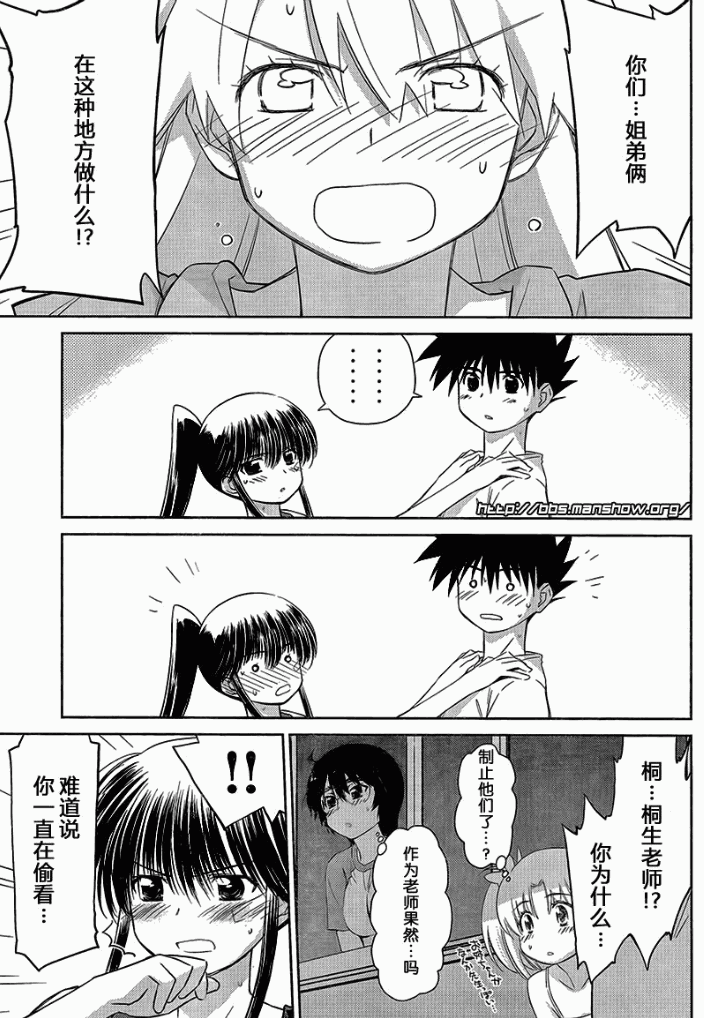 你们…姐弟俩
在这种地方做什么!?
……
……
http://bbs.manshow.org/
桐…桐生老师!?
你为什么…
制止他们了…?
作为老师果然…吗
!!
难道说
你一直在偷看…